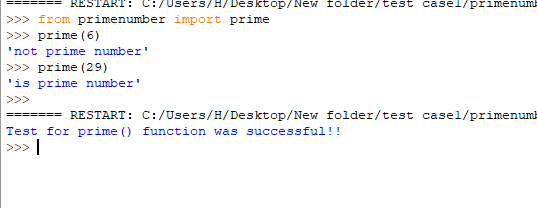 ======= RESTART: C:/Users/H/Desktop/New folder/test case1/primenumb
>>> from primenumber import prime
>>> prime(6)
'not prime number'
>>> prime(29)
'is prime number'
>>>
======= RESTART: C:/Users/H/Desktop/New folder/test case1/primenumb
Test for prime() function was successful!!
>>>